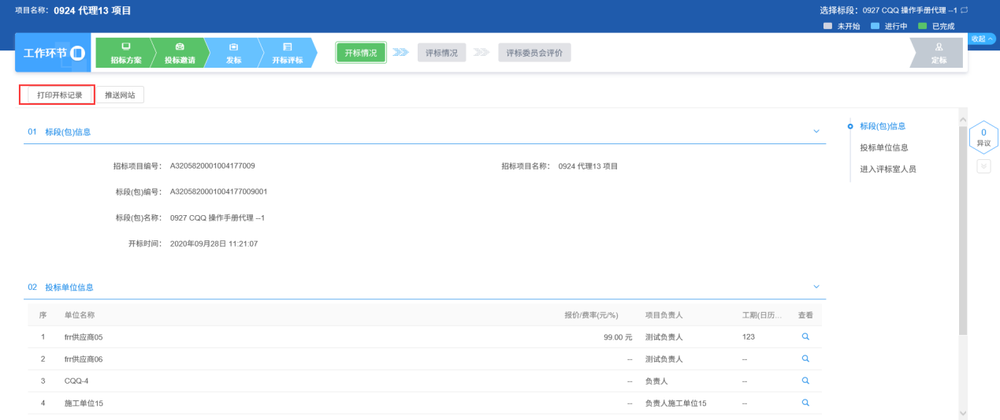 项目名称: 0924 代理13 项目
选择标段: 0927 CQQ 操作手册代理 --1
未开始 进行中 已完成
收起
工作环节
招标方案 投标邀请 发标 开标评标
开标情况 评标情况 评标委员会评价
定标
打印开标记录 推送网站
01 标段(包)信息
标段(包)信息
投标单位信息
进入评标室人员
0
异议
招标项目编号: A3205820001004177009
招标项目名称: 0924 代理13 项目
标段(包)编号: A3205820001004177009001
标段(包)名称: 0927 CQQ 操作手册代理 --1
开标时间: 2020年09月28日 11:21:07
02 投标单位信息
序 单位名称 报价/费率(元/%) 项目负责人 工期(日历... 查看
1 frr供应商05 99.00 元 测试负责人 123
2 frr供应商06 -- 测试负责人 --
3 CQQ-4 -- 负责人 --
4 施工单位15 -- 负责人施工单位15 --